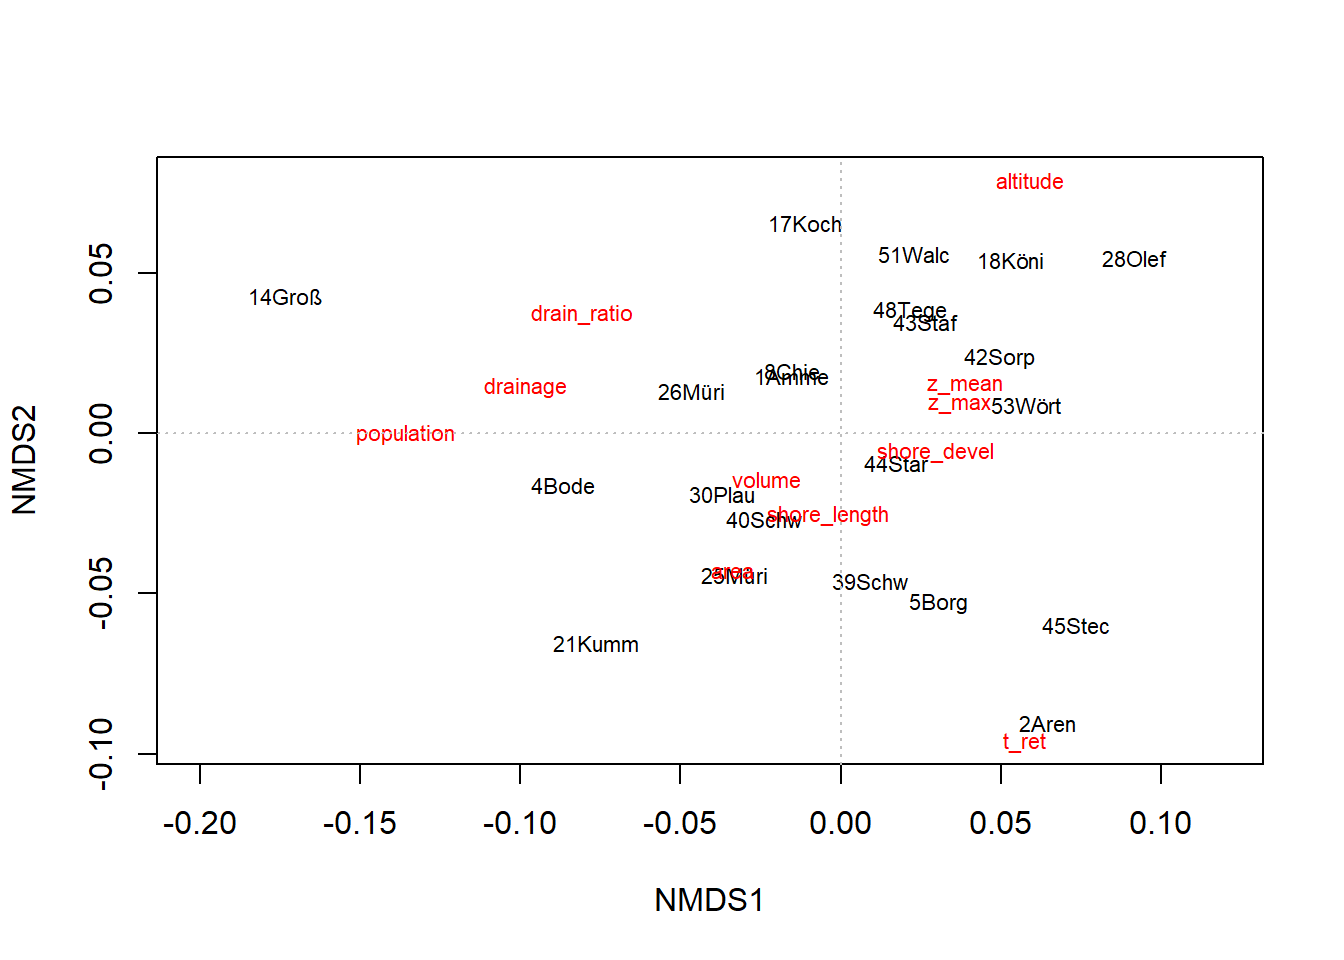 altitude
17Koch
51Walc
18Köni
28Olef
14Groß
drain_ratio
48Tege
43Staf
42Sorp
8Chie
1Amme
z_mean
drainage
26Müri
z_max
53Wört
population
shore_devel
44Star
volume
4Bode
30Plau
shore_length
40Schw
area
25Müri
39Schw
5Borg
45Stec
21Kumm
2Aren
t_ret
0.05
0.00
-0.05
-0.10
NMDS2
-0.20 -0.15 -0.10 -0.05 0.00 0.05 0.10
NMDS1